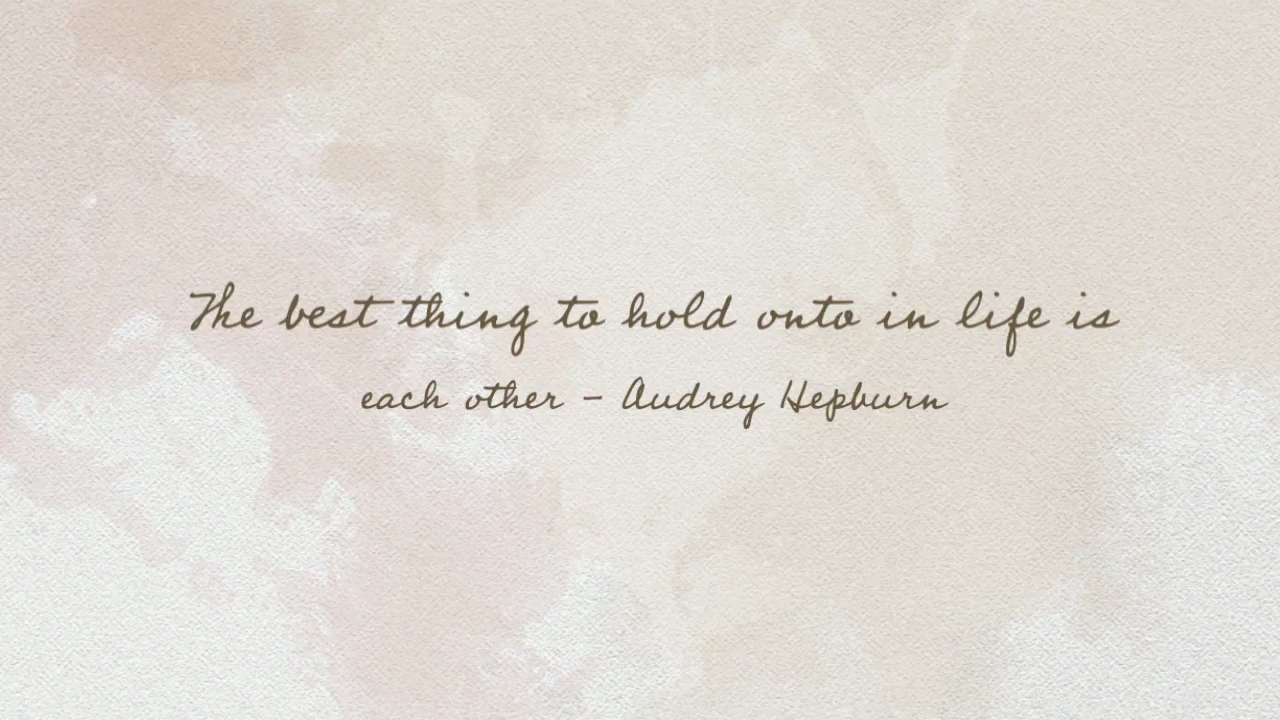 The best thing to hold onto in life is
each other - Audrey Hepburn